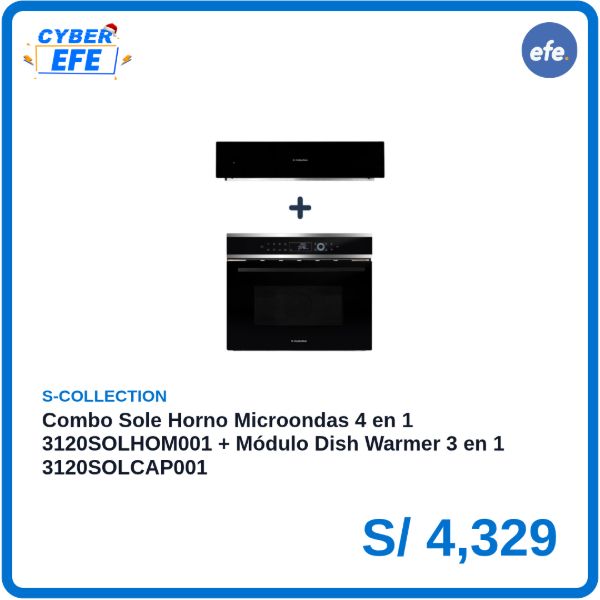 CYBER
EFE
efe.
+
S-COLLECTION
Combo Sole Horno Microondas 4 en 1
3120SOLHOM001 + Módulo Dish Warmer 3 en 1
3120SOLCAP001
S/ 4,329